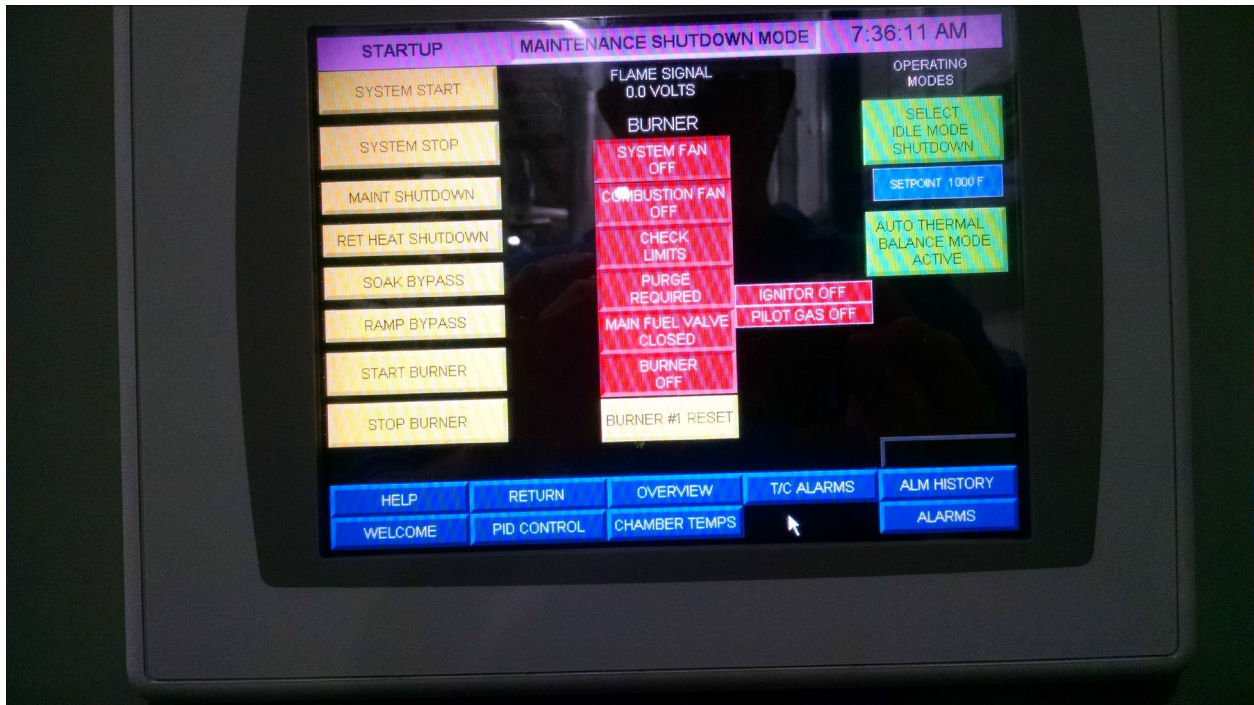 STARTUP
MAINTENANCE SHUTDOWN MODE
7:36:11 AM
SYSTEM START
SYSTEM STOP
MAINT SHUTDOWN
RET HEAT SHUTDOWN
SOAK BYPASS
RAMP BYPASS
START BURNER
STOP BURNER
FLAME SIGNAL
0.0 VOLTS
BURNER
SYSTEM FAN
OFF
COMBUSTION FAN
OFF
CHECK
LIMITS
PURGE
REQUIRED
MAIN FUEL VALVE
CLOSED
BURNER
OFF
BURNER #1 RESET
IGNITOR OFF
PILOT GAS OFF
OPERATING
MODES
SELECT
IDLE MODE
SHUTDOWN
SETPOINT 1000 F
AUTO THERMAL
BALANCE MODE
ACTIVE
HELP
RETURN
OVERVIEW
T/C ALARMS
ALM HISTORY
WELCOME
PID CONTROL
CHAMBER TEMPS
ALARMS